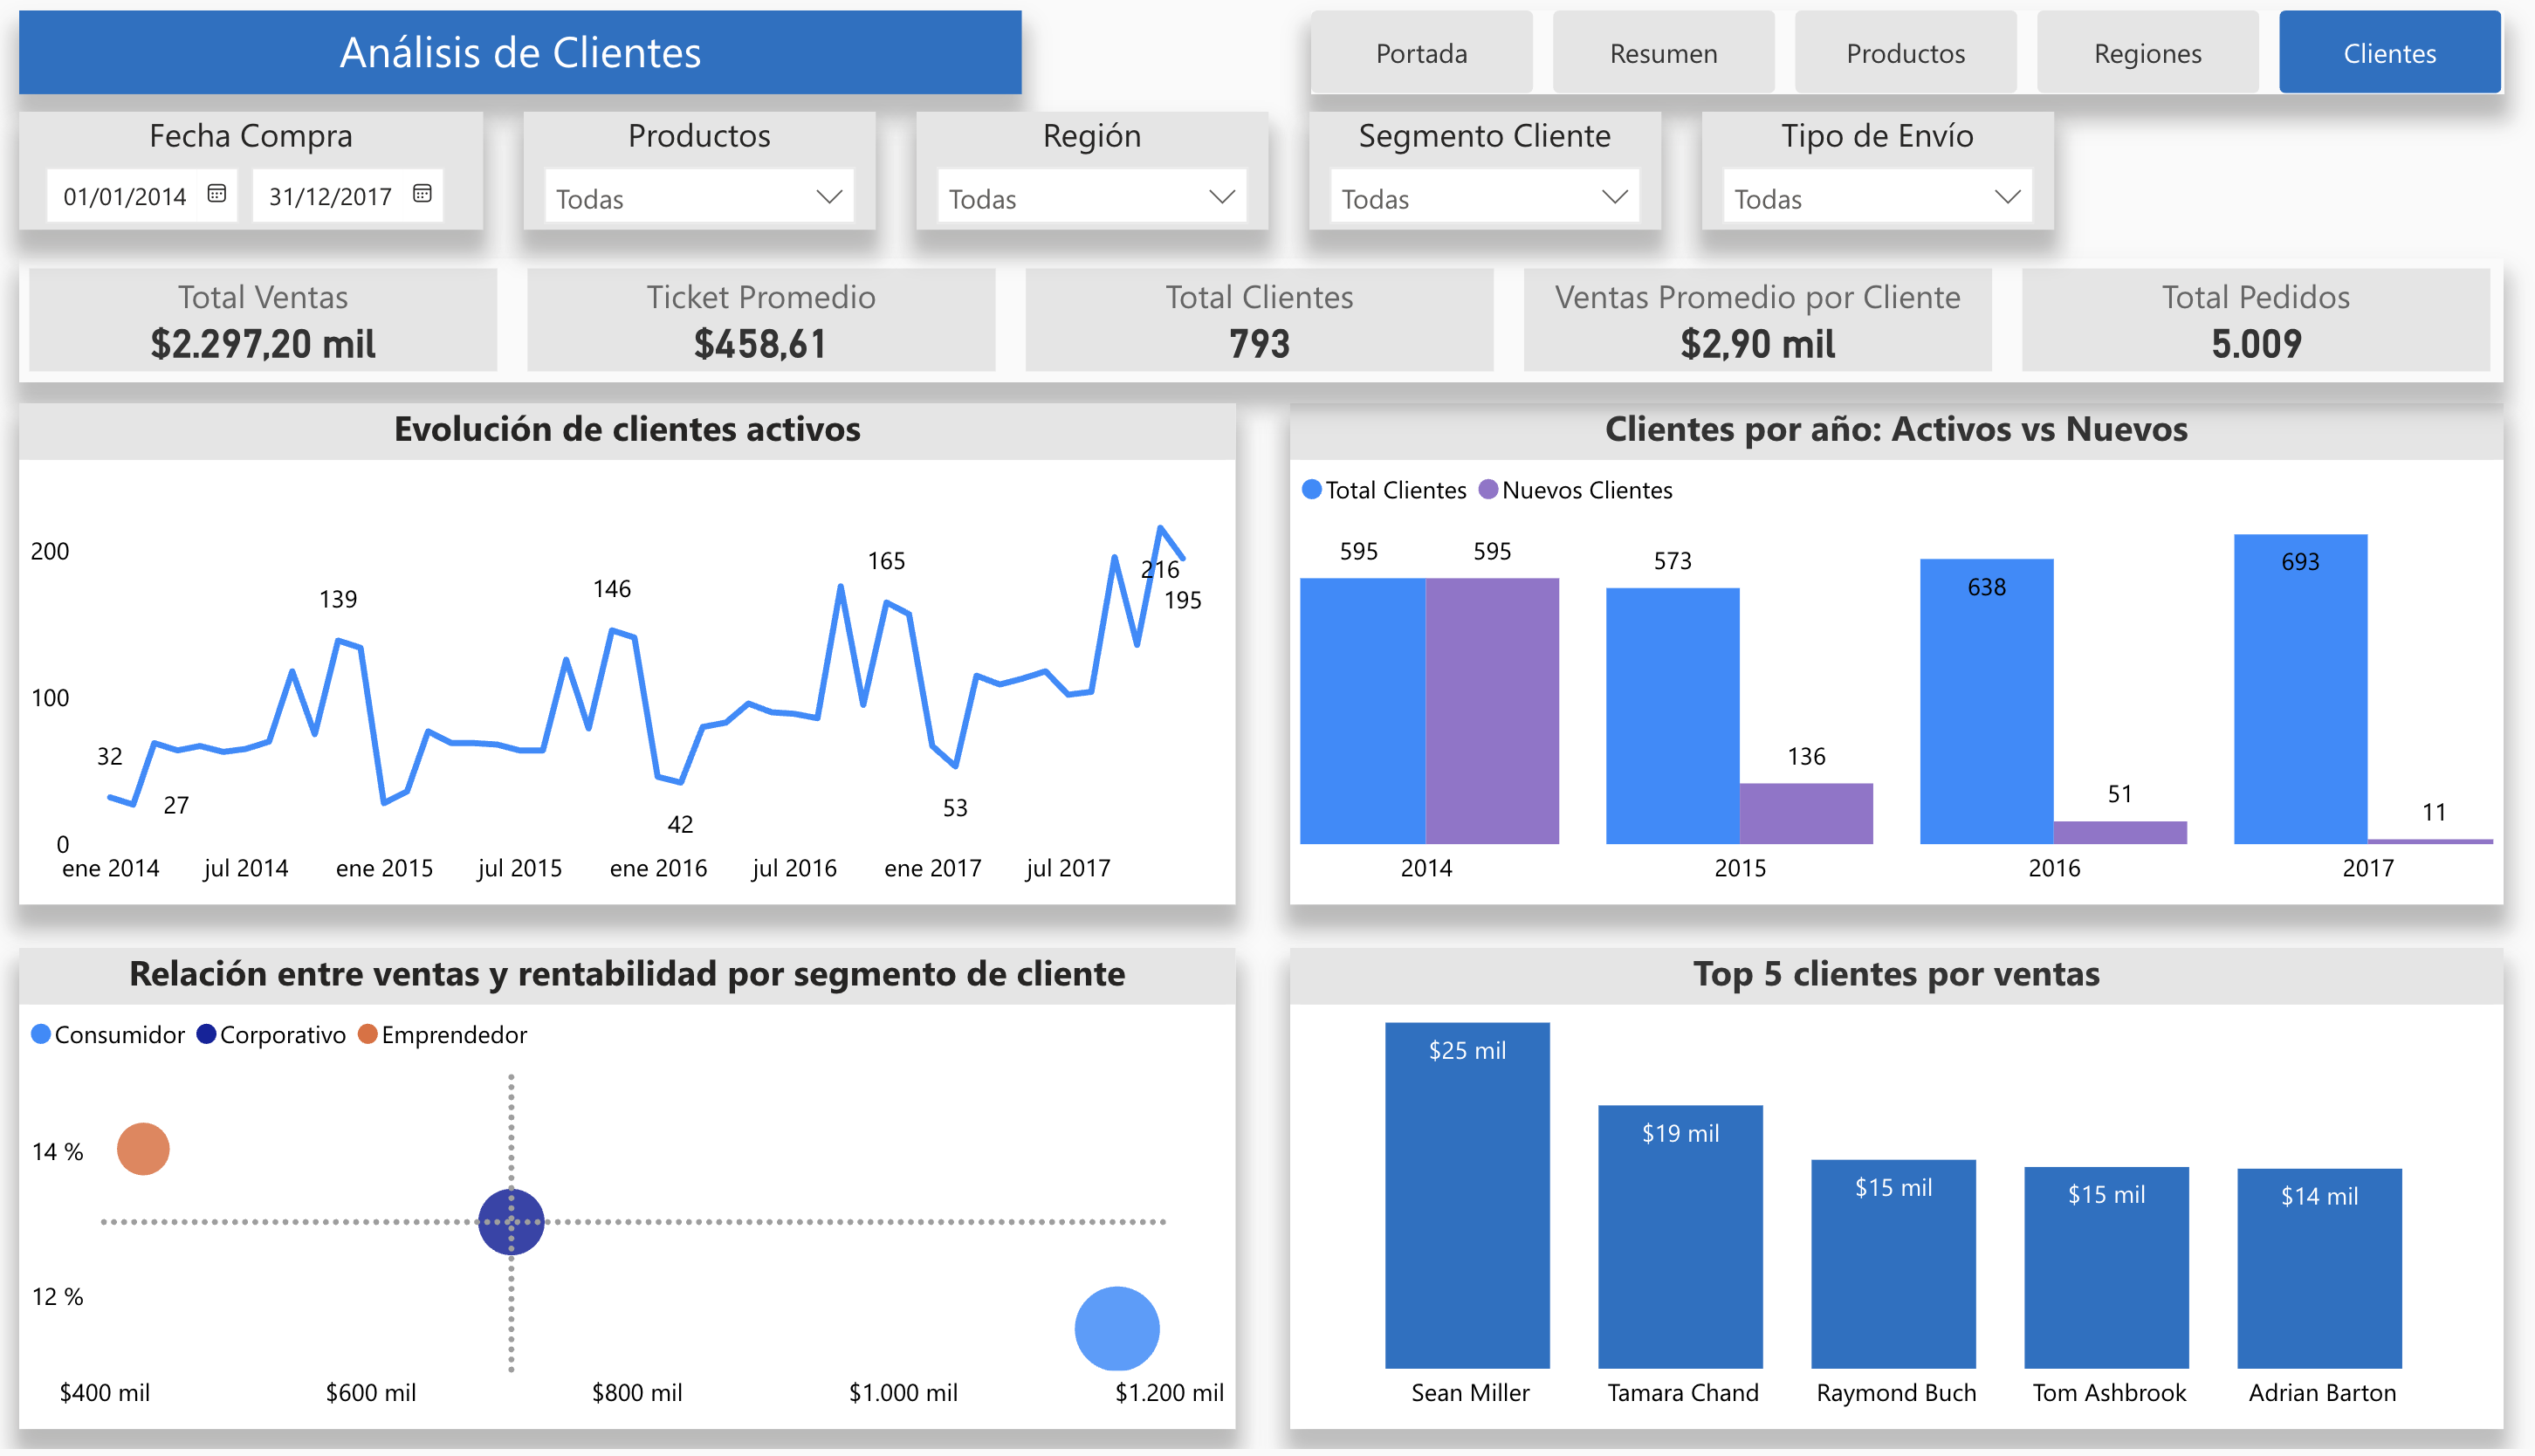 Análisis de Clientes
Portada
Resumen
Productos
Regiones
Clientes
Fecha Compra
01/01/2014
31/12/2017
Productos
Todas
Región
Todas
Segmento Cliente
Todas
Tipo de Envío
Todas
Total Ventas
$2.297,20 mil
Ticket Promedio
$458,61
Total Clientes
793
Ventas Promedio por Cliente
$2,90 mil
Total Pedidos
5.009
Evolución de clientes activos
200
100
0
32
27
139
146
42
165
53
216
195
ene 2014
jul 2014
ene 2015
jul 2015
ene 2016
jul 2016
ene 2017
jul 2017
Clientes por año: Activos vs Nuevos
Total Clientes
Nuevos Clientes
595
595
573
136
638
51
693
11
2014
2015
2016
2017
Relación entre ventas y rentabilidad por segmento de cliente
Consumidor
Corporativo
Emprendedor
14 %
12 %
$400 mil
$600 mil
$800 mil
$1.000 mil
$1.200 mil
Top 5 clientes por ventas
$25 mil
$19 mil
$15 mil
$15 mil
$14 mil
Sean Miller
Tamara Chand
Raymond Buch
Tom Ashbrook
Adrian Barton